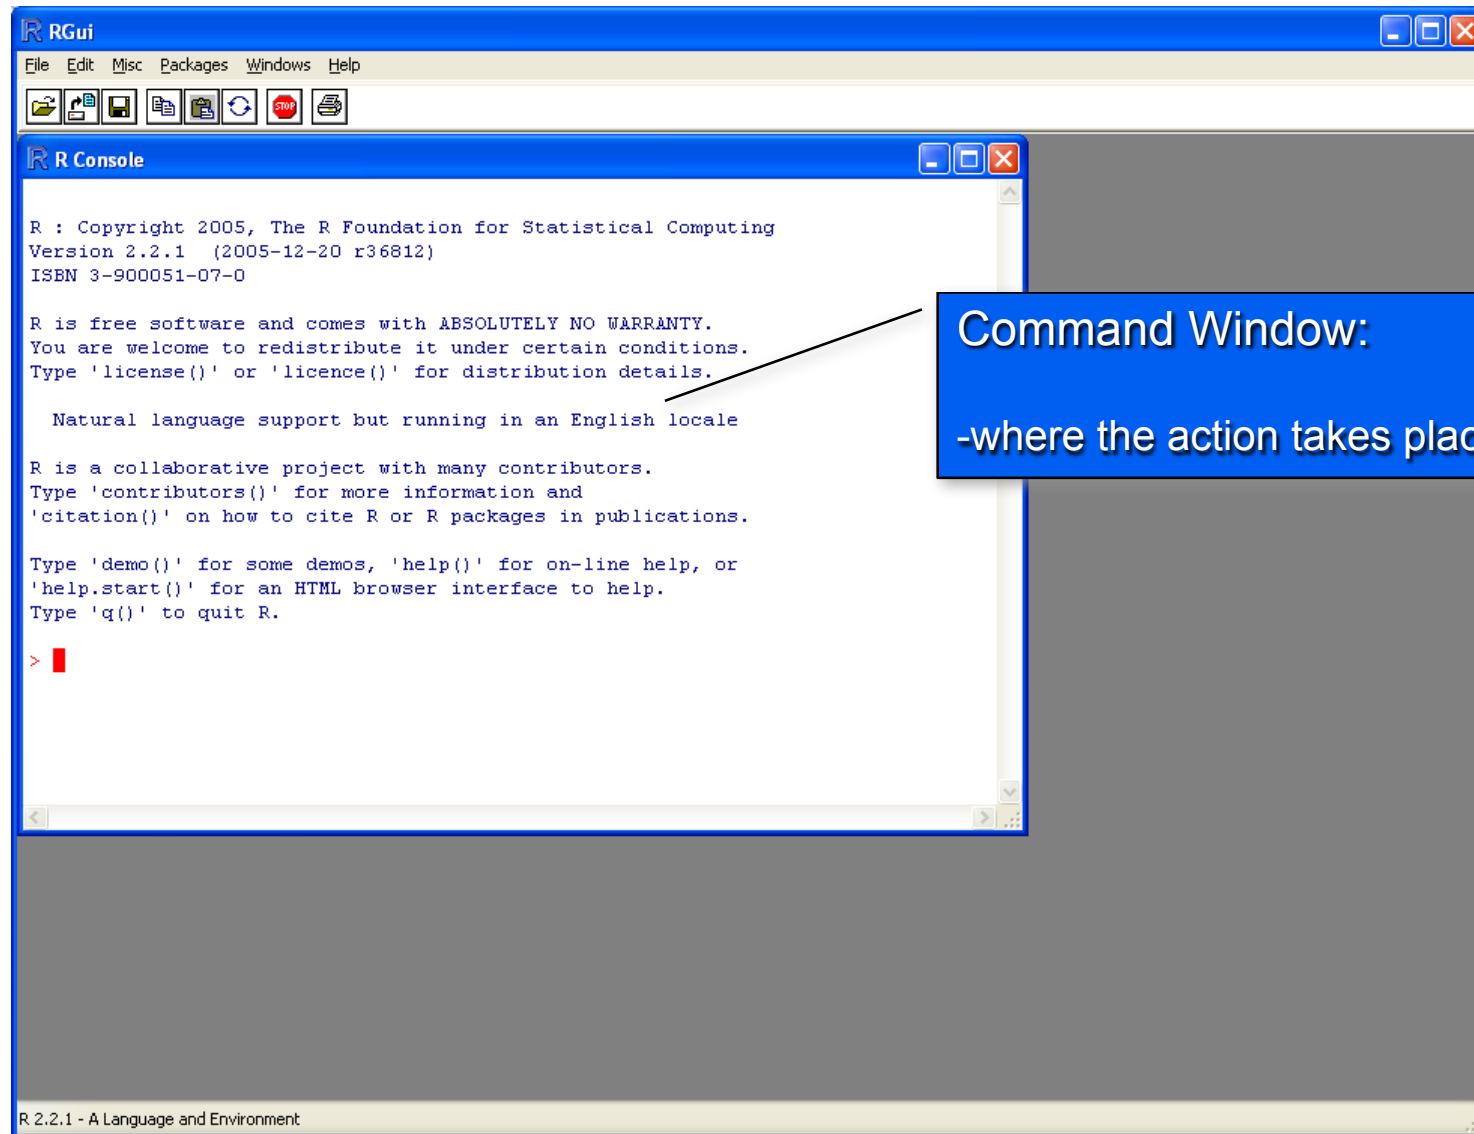 RGui
File Edit Misc Packages Windows Help
STOP
R Console
R : Copyright 2005, The R Foundation for Statistical Computing
Version 2.2.1  (2005-12-20 r36812)
ISBN 3-900051-07-0
R is free software and comes with ABSOLUTELY NO WARRANTY.
You are welcome to redistribute it under certain conditions.
Type 'license()' or 'licence()' for distribution details.
Natural language support but running in an English locale
R is a collaborative project with many contributors.
Type 'contributors()' for more information and
'citation()' on how to cite R or R packages in publications.
Type 'demo()' for some demos, 'help()' for on-line help, or
'help.start()' for an HTML browser interface to help.
Type 'q()' to quit R.
>
Command Window:
-where the action takes plac
R 2.2.1 - A Language and Environment